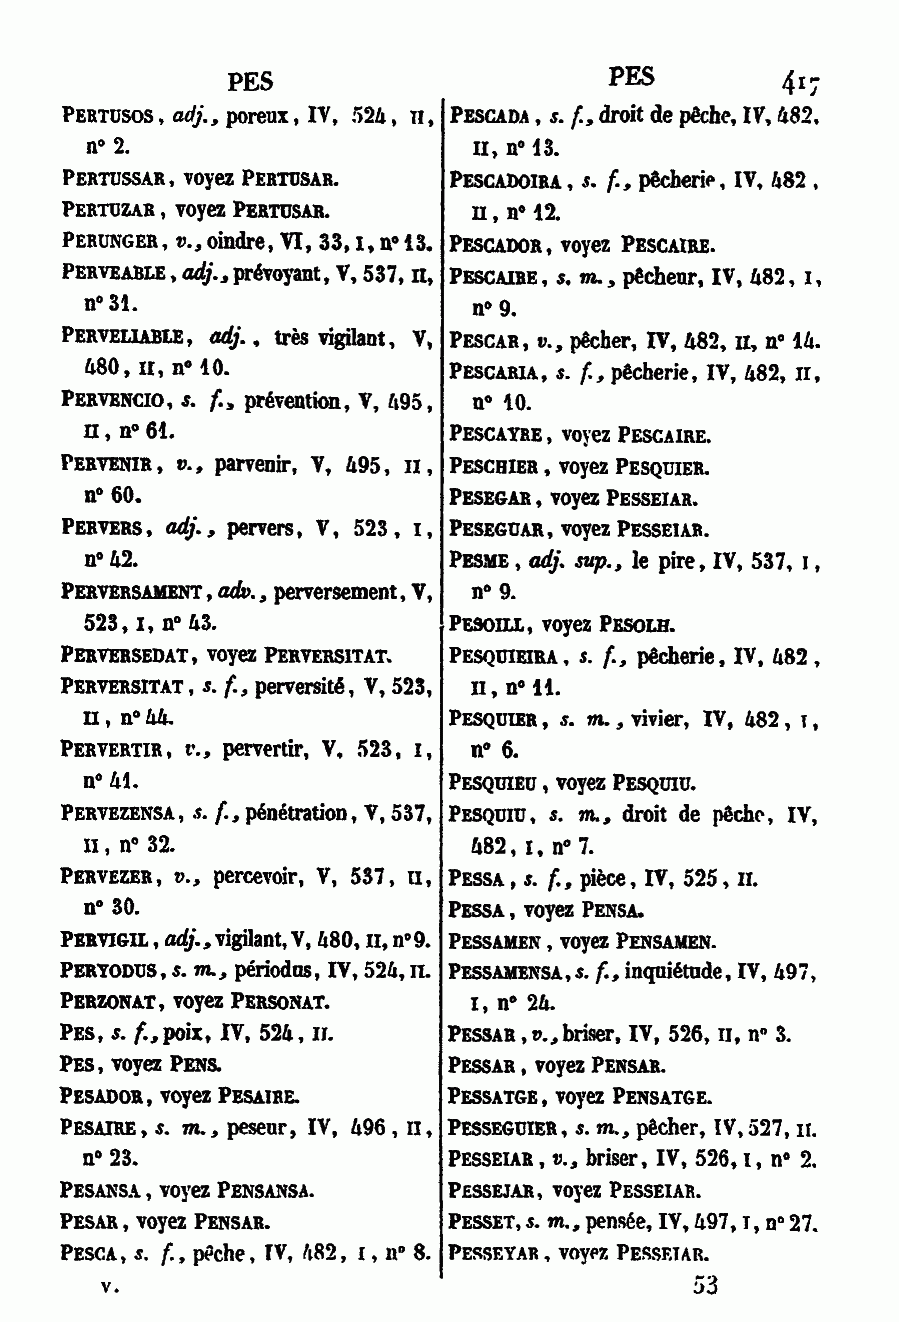 PES
PES
417
PERTUSOS, adj., poreux, IV, 524, II,
n° 2.
PERTUSSAR, voyez PERTUSAR.
PERTUZAR, voyez PERTUSAR.
PERUNGER, v., oindre, VI, 33, I, n° 13.
PERVEABLE, adj., prévoyant, V, 537, II,
n° 31.
PERVELIABLE, adj., très vigilant, V,
480, II, n° 10.
PERVENCIO, s. f., prévention, V, 495,
II, n° 61.
PERVENIR, v., parvenir, V, 495, II,
n° 60.
PERVERS, adj., pervers, V, 523, I,
n° 42.
PERVERSAMENT, adv., perversement, V,
523, I, n° 43.
PERVERSEDAT, voyez PERVERSITAT.
PERVERSITAT, s. f., perversité, V, 523,
II, n° 44.
PERVERTIR, v., pervertir, V, 523, I,
n° 41.
PERVEZENSA, s. f., pénétration, V, 537,
II, n° 32.
PERVEZER, v., percevoir, V, 537, II,
n° 30.
PERVIGIL, adj., vigilant, V, 480, II, n° 9.
PERYODUS, s. m., périodus, IV, 524, II.
PERZONAT, voyez PERSONAT.
PES, s. f., poix, IV, 524, II.
PES, voyez PENS.
PESADOR, voyez PESAIRE.
PESAIRE, s. m., peseur, IV, 496, II,
n° 23.
PESANSA, voyez PENSANSA.
PESAR, voyez PENSAR.
PESCA, s. f., pêche, IV, 482, I, n° 8.
PESCADA, s. f., droit de pêche, IV, 482,
II, n° 13.
PESCADOIRA, s. f., pêcherie, IV, 482,
II, n° 12.
PESCADOR, voyez PESCAIRE.
PESCAIRE, s. m., pêcheur, IV, 482, I,
n° 9.
PESCAR, v., pêcher, IV, 482, II, n° 14.
PESCARIA, s. f., pêcherie, IV, 482, II,
n° 10.
PESCAYRE, voyez PESCAIRE.
PESCHIER, voyez PESQUIER.
PESEGAR, voyez PESSEIAR.
PESEGUAR, voyez PESSEIAR.
PESME, adj. sup., le pire, IV, 537, I,
n° 9.
PESOILL, voyez PESOLH.
PESQUIEIRA, s. f., pêcherie, IV, 482,
II, n° 11.
PESQUIER, s. m., vivier, IV, 482, I,
n° 6.
PESQUIEU, voyez PESQUIU.
PESQUIU, s. m., droit de pêche, IV,
482, I, n° 7.
PESSA, s. f., pièce, IV, 525, II.
PESSA, voyez PENSA.
PESSAMEN, voyez PENSAMEN.
PESSAMENSA, s. f., inquiétude, IV, 497,
I, n° 24.
PESSAR, v., briser, IV, 526, II, n° 3.
PESSAR, voyez PENSAR.
PESSATGE, voyez PENSATGE.
PESSEGUIER, s. m., pêcher, IV, 527, II.
PESSEIAR, v., briser, IV, 526, I, n° 2.
PESSEJAR, voyez PESSEIAR.
PESSET, s. m., pensée, IV, 497, I, n° 27.
PESSEYAR, voyez PESSEIAR.
V.
53